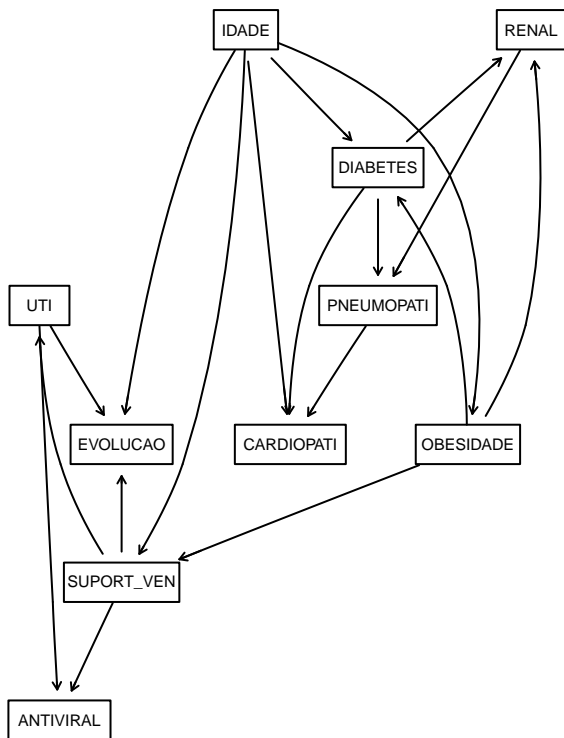 IDADE
RENAL
DIABETES
UTI
PNEUMOPATI
EVOLUCAO
CARDIOPATI
OBESIDADE
SUPORT_VEN
ANTIVIRAL